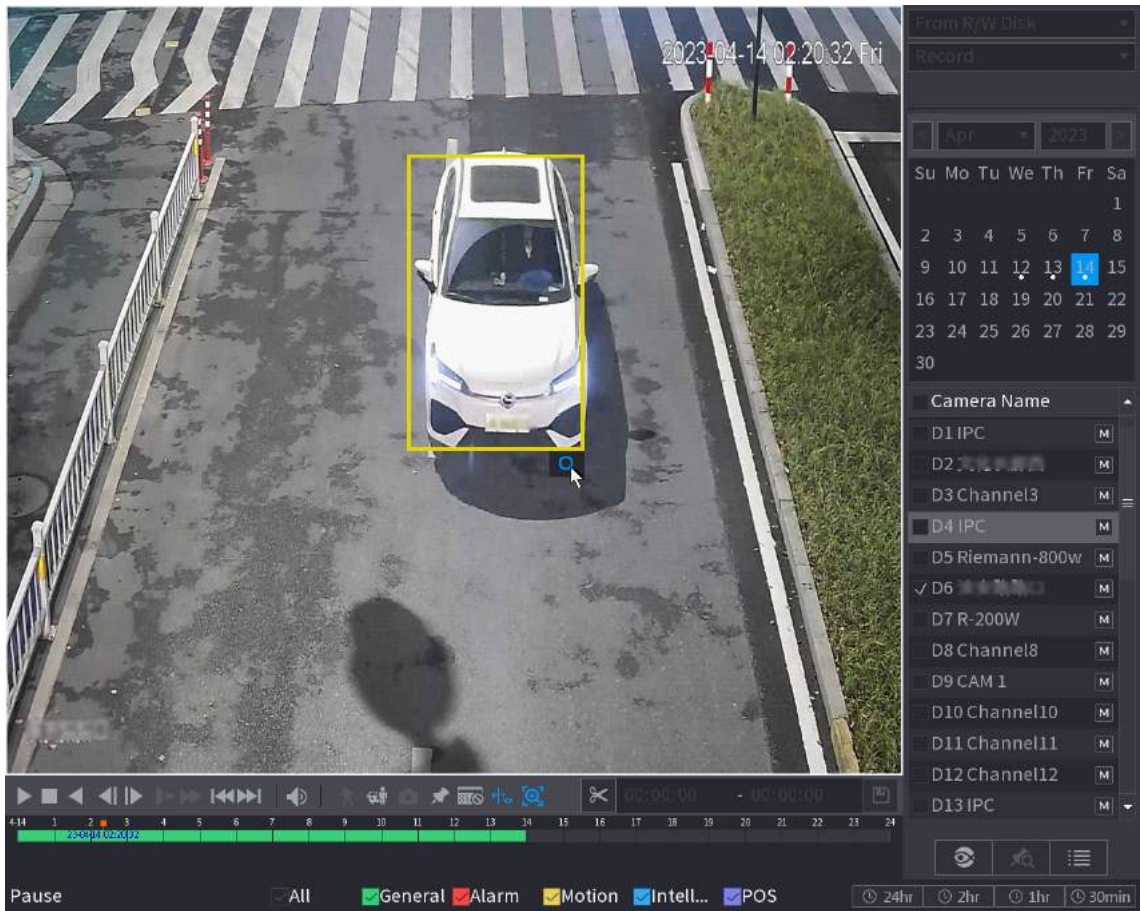 2023-04-14 02:20:32 Fri
From R/W Disk
Record
Apr 2023
Su Mo Tu We Th Fr Sa
1
2 3 4 5 6 7 8
9 10 11 12 13 14 15
16 17 18 19 20 21 22
23 24 25 26 27 28 29
30
Camera Name
D1 IPC M
D2 M
D3 Channel3 M
D4 IPC M
D5 Riemann-800w M
D6 M
D7 R-200W M
D8 Channel8 M
D9 CAM 1 M
D10 Channel10 M
D11 Channel11 M
D12 Channel12 M
D13 IPC M
00:00:00 - 00:00:00
4-14 1 2 3 4 5 6 7 8 9 10 11 12 13 14 15 16 17 18 19 20 21 22 23 24
23-04-14 02:20:32
Pause All General Alarm Motion Intell... POS 24hr 2hr 1hr 30min